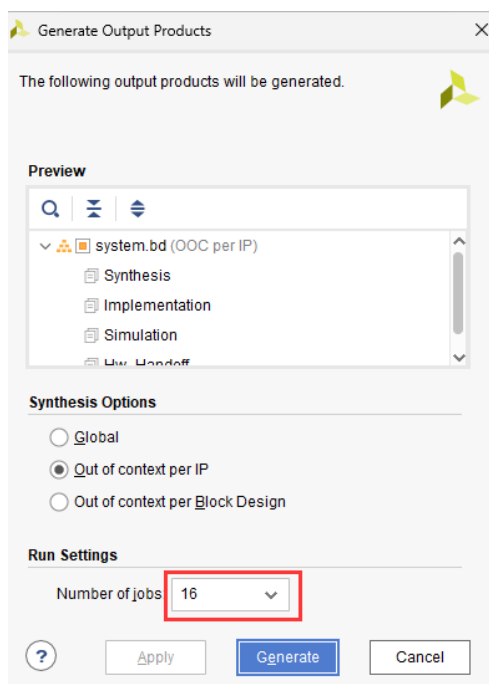 Generate Output Products
The following output products will be generated.
Preview
system.bd (OOC per IP)
Synthesis
Implementation
Simulation
Hw_Handoff
Synthesis Options
Global
Out of context per IP
Out of context per Block Design
Run Settings
Number of jobs 16
?
Apply
Generate
Cancel